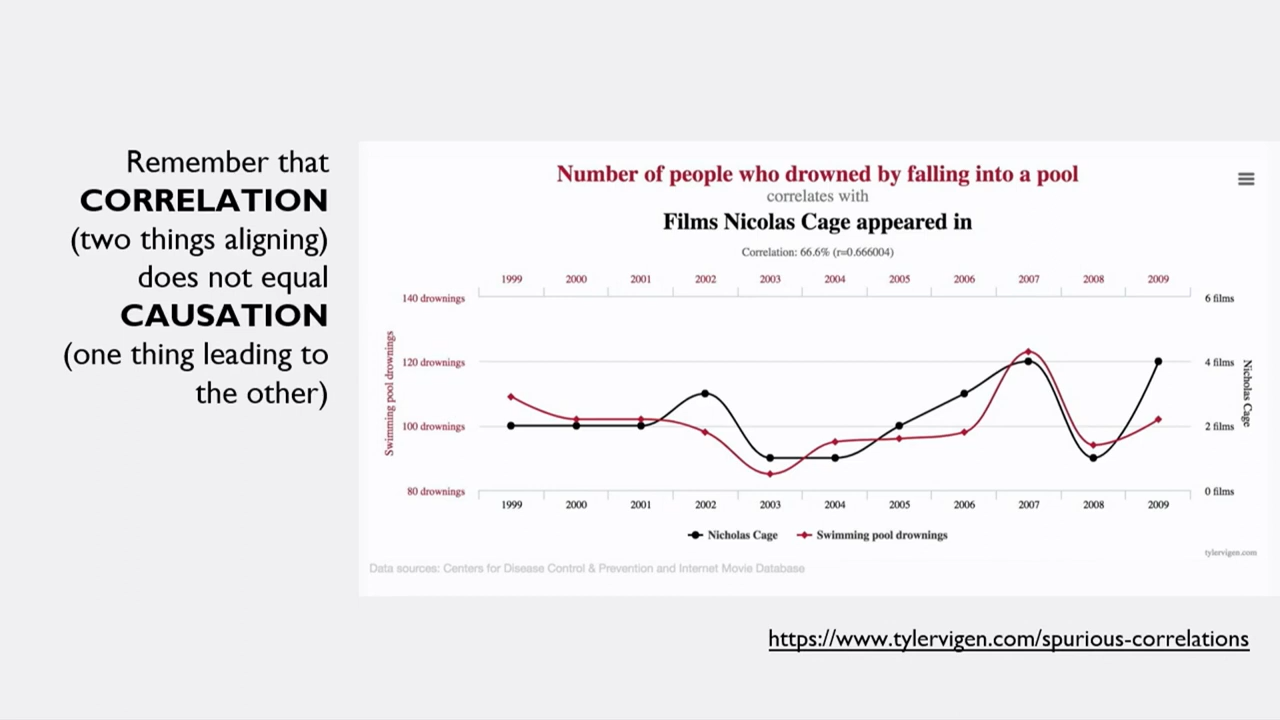 Remember that
CORRELATION
(two things aligning)
does not equal
CAUSATION
(one thing leading to
the other)
Number of people who drowned by falling into a pool
correlates with
Films Nicolas Cage appeared in
Correlation: 66.6% (r=0.666004)
1999 2000 2001 2002 2003 2004 2005 2006 2007 2008 2009
140 drownings 6 films
120 drownings 4 films
100 drownings 2 films
80 drownings 0 films
Swimming pool drownings
Nicholas Cage
1999 2000 2001 2002 2003 2004 2005 2006 2007 2008 2009
Nicholas Cage Swimming pool drownings
tylervigen.com
Data sources: Centers for Disease Control & Prevention and Internet Movie Database
https://www.tylervigen.com/spurious-correlations